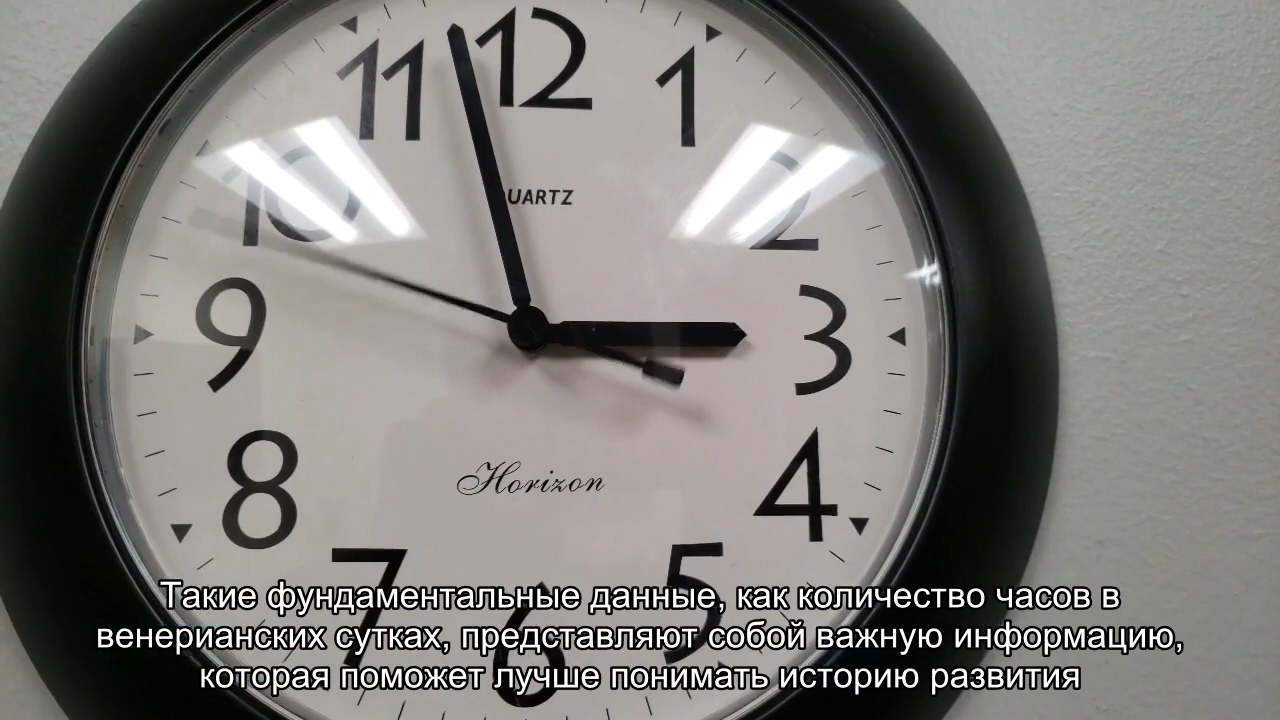 12
11
1
10
2
QUARTZ
9
3
8
4
Horizon
7
5
6
Такие фундаментальные данные, как количество часов в
венерианских сутках, представляют собой важную информацию,
которая поможет лучше понимать историю развития